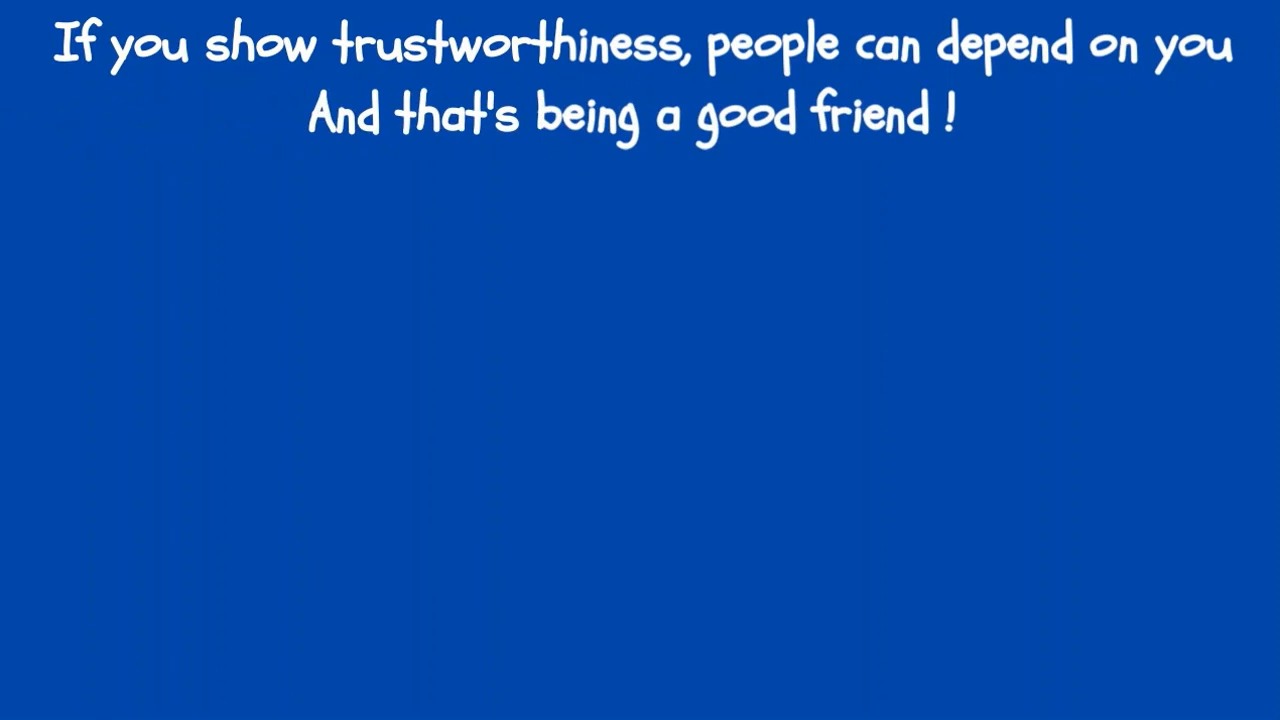 If you show trustworthiness, people can depend on you
And that's being a good friend !